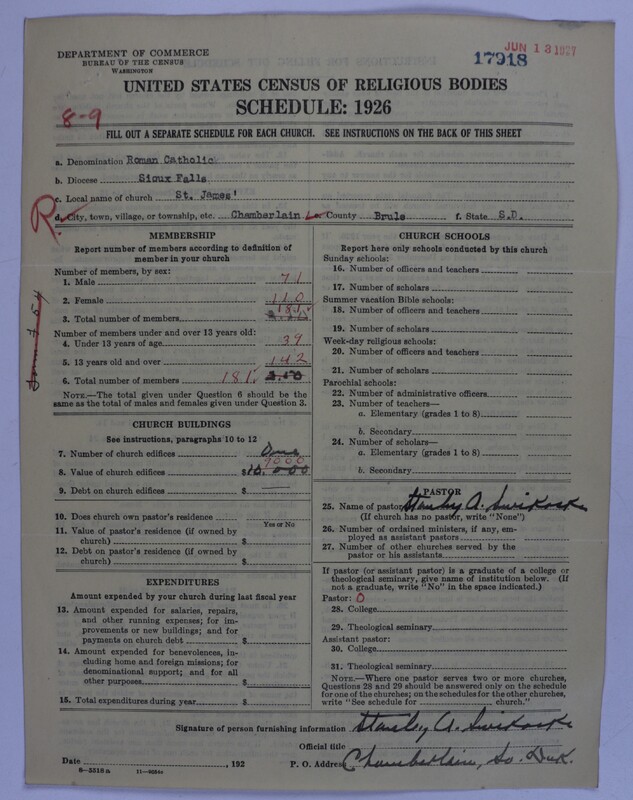 DEPARTMENT OF COMMERCE
BUREAU OF THE CENSUS
WASHINGTON
JUN 13 1927
17918
UNITED STATES CENSUS OF RELIGIOUS BODIES
SCHEDULE: 1926
8-9
FILL OUT A SEPARATE SCHEDULE FOR EACH CHURCH. SEE INSTRUCTIONS ON THE BACK OF THIS SHEET
a. Denomination Roman Catholic
b. Diocese Sioux Falls
c. Local name of church St. James'
R.
d. City, town, village, or township, etc. Chamberlain e. County Brule f. State S.D.
MEMBERSHIP
Report number of members according to definition of
member in your church
Number of members, by sex:
1. Male 71
2. Female 110
3. Total number of members 181
Number of members under and over 13 years old:
4. Under 13 years of age 39
5. 13 years old and over 142
6. Total number of members 181
NOTE.—The total given under Question 6 should be
same as the total of males and females given under Question 3.
CHURCH BUILDINGS
See instructions, paragraphs 10 to 12
7. Number of church edifices One
9000
8. Value of church edifices $10,000
9. Debt on church edifices $
10. Does church own pastor's residence
Yes or No
11. Value of pastor's residence (if owned by
church) $
12. Debt on pastor's residence (if owned by
church) $
EXPENDITURES
Amount expended by your church during last fiscal year
13. Amount expended for salaries, repairs,
and other running expenses; for im-
provements or new buildings; and for
payments on church debt $
14. Amount expended for benevolences, in-
cluding home and foreign missions; for
denominational support; and for all
other purposes $
15. Total expenditures during year $
CHURCH SCHOOLS
Report here only schools conducted by this church
Sunday schools:
16. Number of officers and teachers
17. Number of scholars
Summer vacation Bible schools:
18. Number of officers and teachers
19. Number of scholars
Week-day religious schools:
20. Number of officers and teachers
21. Number of scholars
Parochial schools:
22. Number of administrative officers
23. Number of teachers—
a. Elementary (grades 1 to 8)
b. Secondary
24. Number of scholars—
a. Elementary (grades 1 to 8)
b. Secondary
PASTOR
25. Name of pastor Stanley A.
(If church has no pastor, write "None")
26. Number of ordained ministers, if any, em-
ployed as assistant pastors
27. Number of other churches served by the
pastor or his assistants
If pastor (or assistant pastor) is a graduate of a college or
theological seminary, give name of institution below. (If
not a graduate, write "No" in the space indicated.)
Pastor: 0
28. College
29. Theological seminary
Assistant pastor:
30. College
31. Theological seminary
NOTE.—Where one pastor serves two or more churches,
Questions 28 and 29 should be answered only on the schedule
for one of the churches; on the schedules for the other churches,
write "See schedule for church."
Signature of person furnishing information Stanley A.
Official title
Date , 192 P. O. Address Chamberlain, So. Dak.
8-5518a 11-9024a